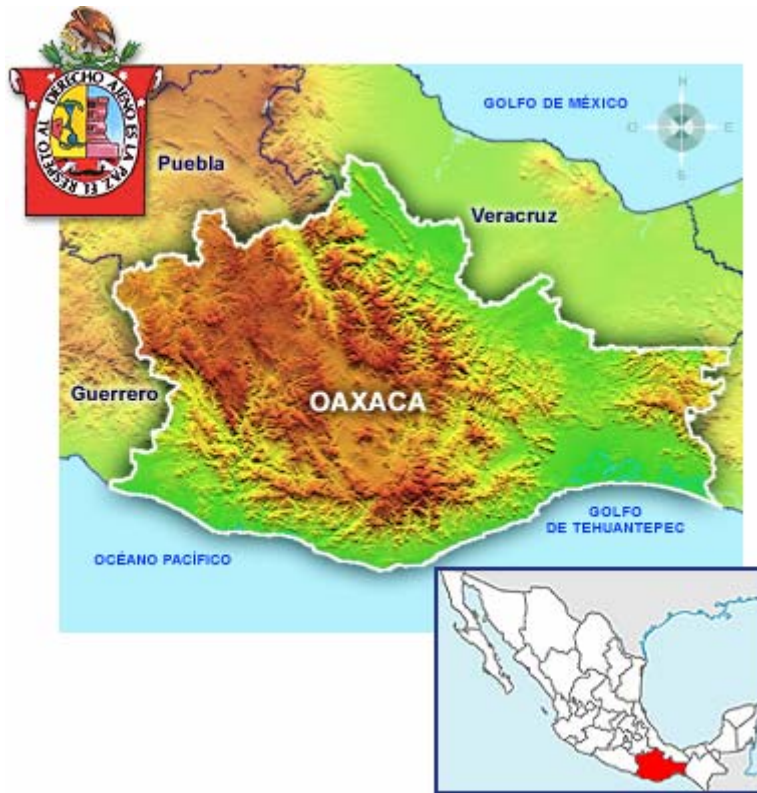 EL RESPETO AL DERECHO AJENO ES LA PAZ
GOLFO DE MÉXICO
N
O
E
S
Puebla
Veracruz
Guerrero
OAXACA
GOLFO
DE TEHUANTEPEC
OCÉANO PACÍFICO